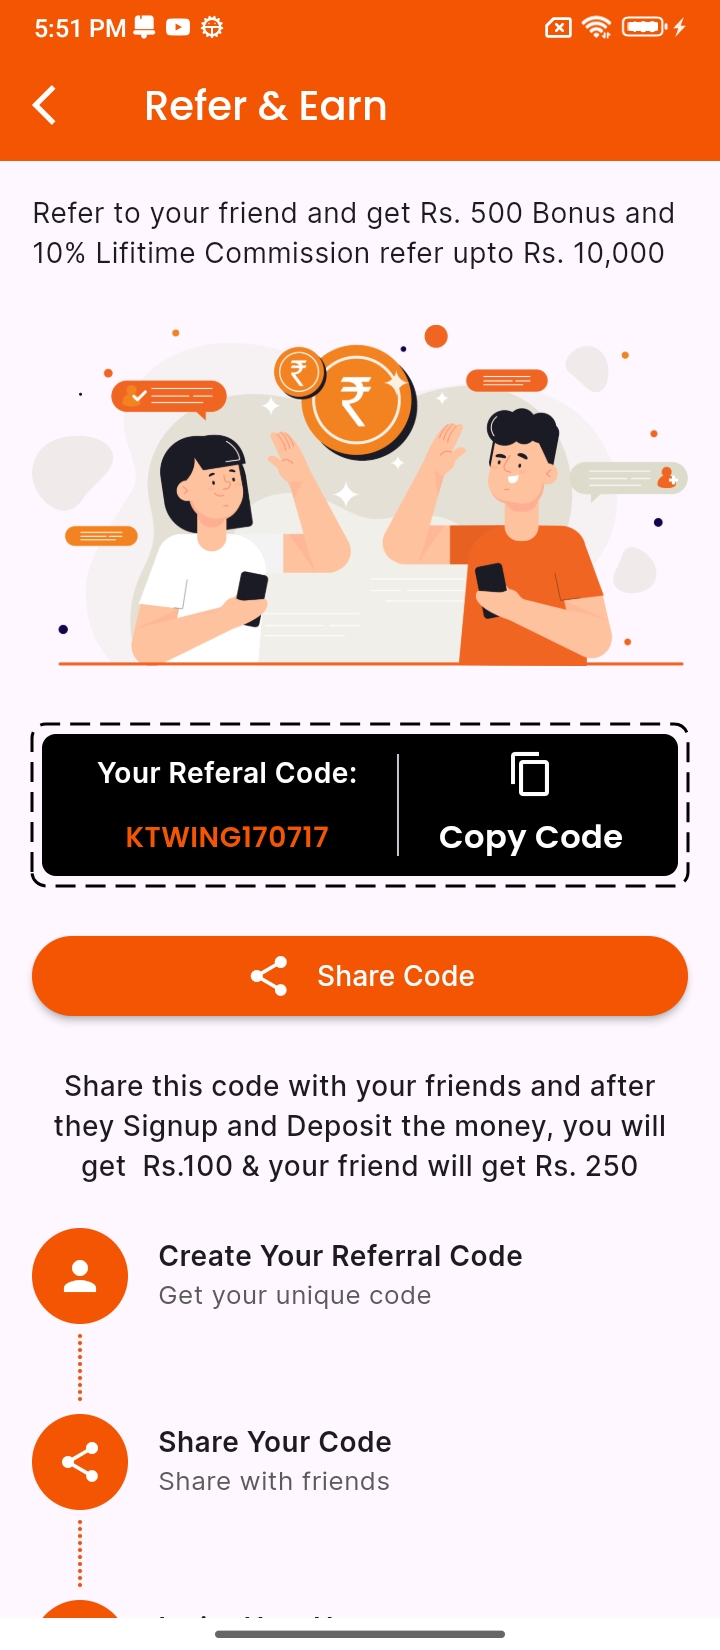 5:51 PM
Refer & Earn
Refer to your friend and get Rs. 500 Bonus and
10% Lifitime Commission refer upto Rs. 10,000
₹ ₹
Your Referal Code:
KTWING170717
Copy Code
Share Code
Share this code with your friends and after
they Signup and Deposit the money, you will
get Rs.100 & your friend will get Rs. 250
Create Your Referral Code
Get your unique code
Share Your Code
Share with friends